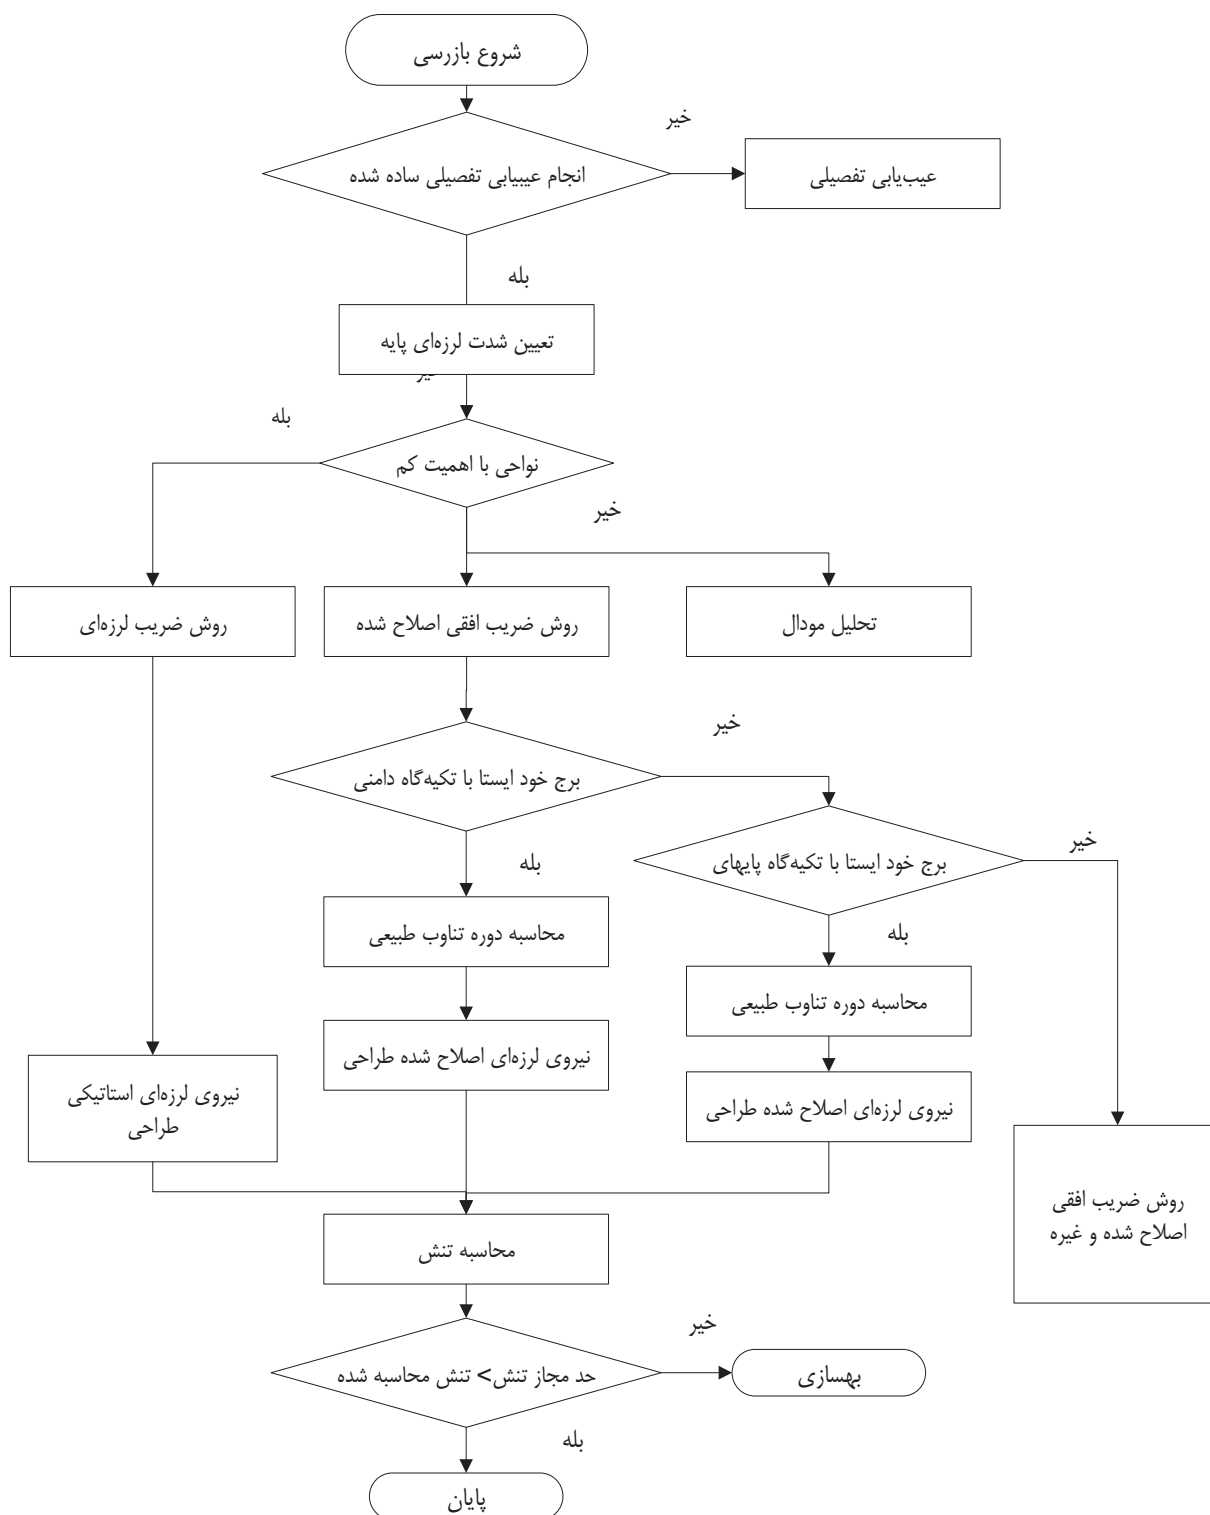 شروع بازرسی
خیر
انجام عیبیابی تفصیلی ساده شده
عیب‌یابی تفصیلی
بله
تعیین شدت لرزه‌ای پایه
خیر
بله
نواحی با اهمیت کم
خیر
روش ضریب لرزه‌ای
روش ضریب افقی اصلاح شده
تحلیل مودال
خیر
برج خود ایستا با تکیه‌گاه دامنی
خیر
برج خود ایستا با تکیه‌گاه پایهای
بله
محاسبه دوره تناوب طبیعی
بله
محاسبه دوره تناوب طبیعی
نیروی لرزه‌ای اصلاح شده طراحی
نیروی لرزه‌ای استاتیکی
طراحی
نیروی لرزه‌ای اصلاح شده طراحی
روش ضریب افقی
اصلاح شده و غیره
محاسبه تنش
خیر
حد مجاز تنش> تنش محاسبه شده
بهسازی
بله
پایان